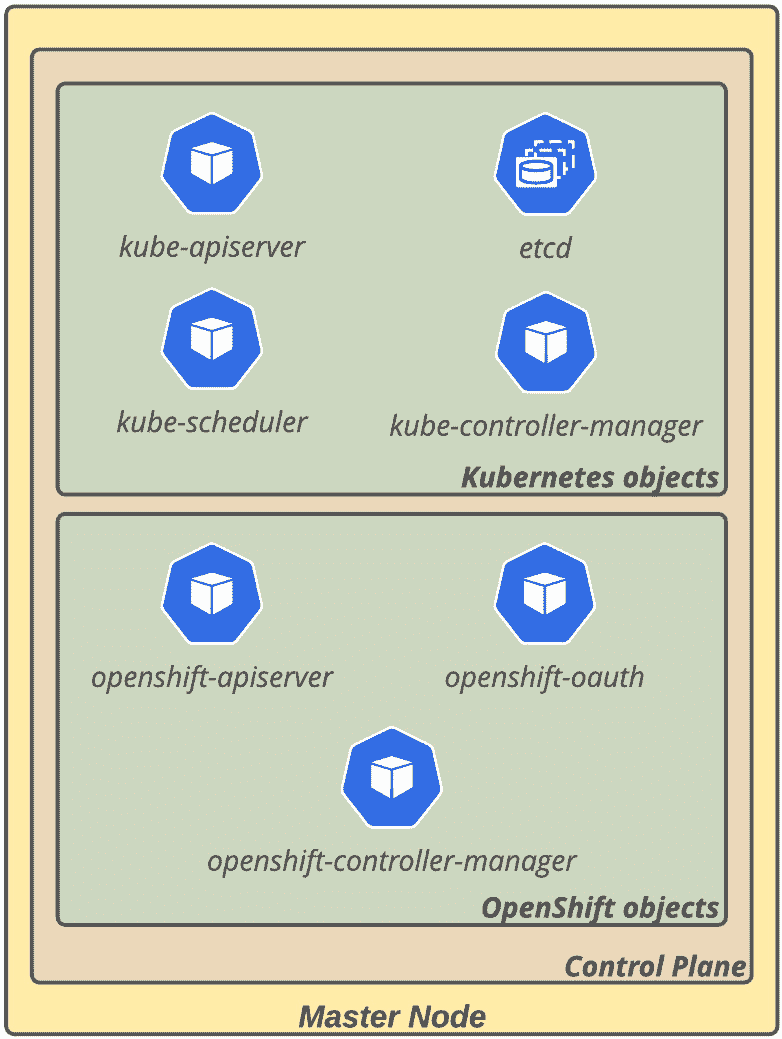 kube-apiserver
etcd
kube-scheduler
kube-controller-manager
Kubernetes objects
openshift-apiserver
openshift-oauth
openshift-controller-manager
OpenShift objects
Control Plane
Master Node